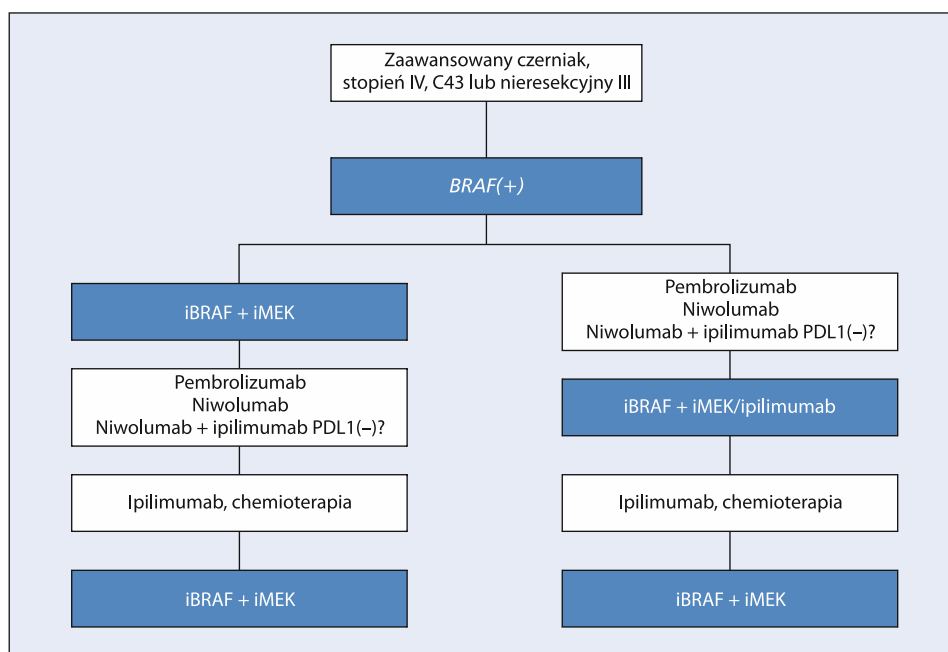 Zaawansowany czerniak,
stopień IV, C43 lub nieresekcyjny III
BRAF(+)
iBRAF + iMEK
Pembrolizumab
Niwolumab
Niwolumab + ipilimumab PDL1(–)?
Ipilimumab, chemioterapia
iBRAF + iMEK
Pembrolizumab
Niwolumab
Niwolumab + ipilimumab PDL1(–)?
iBRAF + iMEK/ipilimumab
Ipilimumab, chemioterapia
iBRAF + iMEK